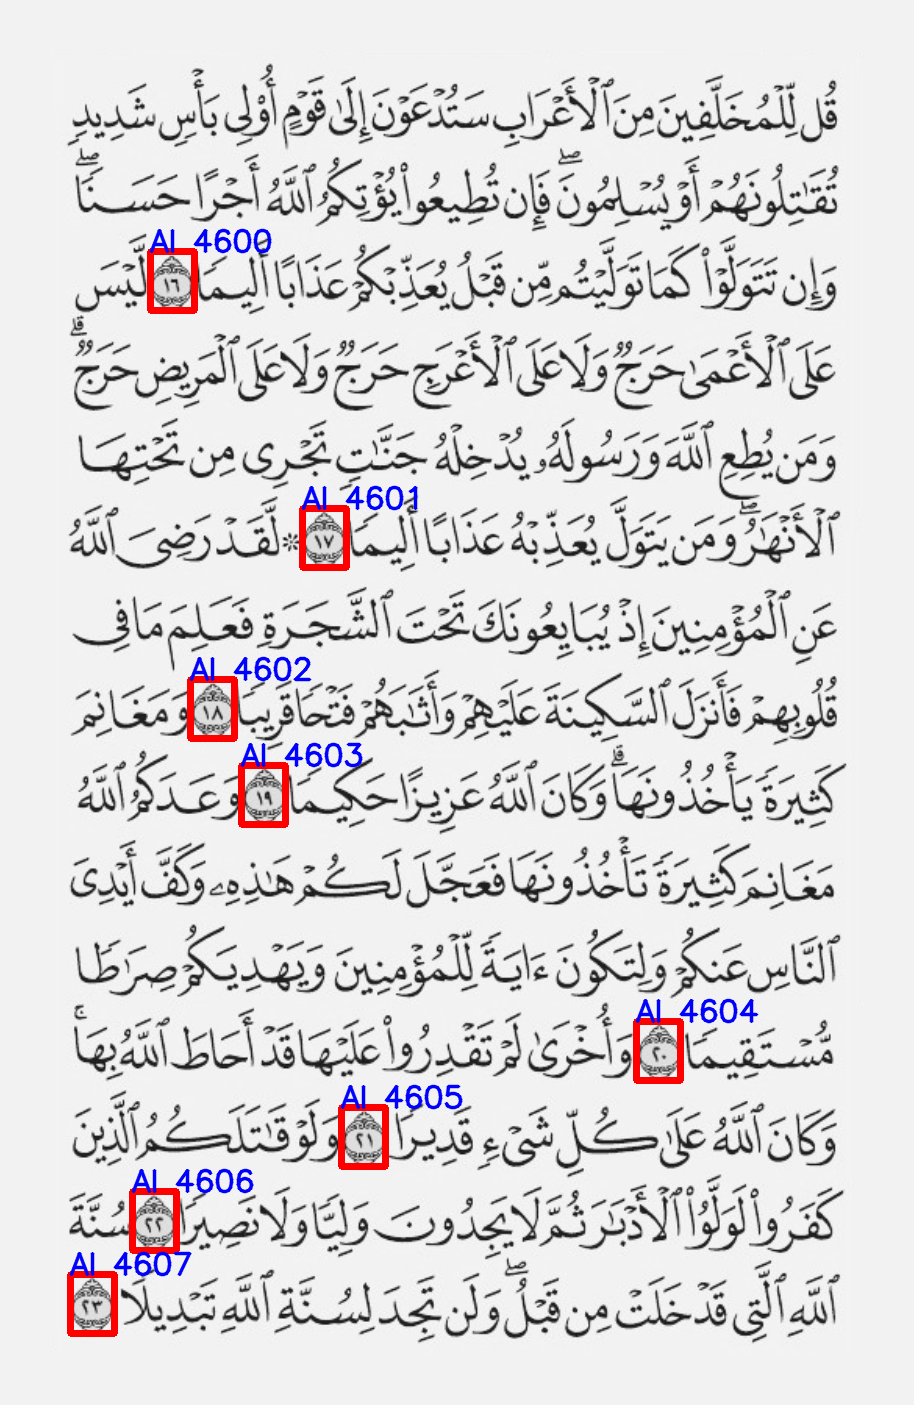 قُل لِّلْمُخَلَّفِينَ مِنَ ٱلْأَعْرَابِ سَتُدْعَوْنَ إِلَىٰ قَوْمٍ أُو۟لِى بَأْسٍ شَدِيدٍ
تُقَـٰتِلُونَهُمْ أَوْ يُسْلِمُونَ ۖ فَإِن تُطِيعُوا۟ يُؤْتِكُمُ ٱللَّهُ أَجْرًا حَسَنًا ۖ
AI 4600
وَإِن تَتَوَلَّوْا۟ كَمَا تَوَلَّيْتُم مِّن قَبْلُ يُعَذِّبْكُمْ عَذَابًا أَلِيمًا ١٦ لَّيْسَ
عَلَى ٱلْأَعْمَىٰ حَرَجٌ وَلَا عَلَى ٱلْأَعْرَجِ حَرَجٌ وَلَا عَلَى ٱلْمَرِيضِ حَرَجٌ ۗ
وَمَن يُطِعِ ٱللَّهَ وَرَسُولَهُۥ يُدْخِلْهُ جَنَّـٰتٍ تَجْرِى مِن تَحْتِهَا
AI 4601
ٱلْأَنْهَـٰرُ ۖ وَمَن يَتَوَلَّ يُعَذِّبْهُ عَذَابًا أَلِيمًا ١٧ ۞ لَّقَدْ رَضِىَ ٱللَّهُ
عَنِ ٱلْمُؤْمِنِينَ إِذْ يُبَايِعُونَكَ تَحْتَ ٱلشَّجَرَةِ فَعَلِمَ مَا فِى
AI 4602
قُلُوبِهِمْ فَأَنزَلَ ٱلسَّكِينَةَ عَلَيْهِمْ وَأَثَـٰبَهُمْ فَتْحًا قَرِيبًا ١٨ وَمَغَانِمَ
AI 4603
كَثِيرَةً يَأْخُذُونَهَا ۗ وَكَانَ ٱللَّهُ عَزِيزًا حَكِيمًا ١٩ وَعَدَكُمُ ٱللَّهُ
مَغَانِمَ كَثِيرَةً تَأْخُذُونَهَا فَعَجَّلَ لَكُمْ هَـٰذِهِۦ وَكَفَّ أَيْدِىَ
ٱلنَّاسِ عَنكُمْ وَلِتَكُونَ ءَايَةً لِّلْمُؤْمِنِينَ وَيَهْدِيَكُمْ صِرَٰطًا
AI 4604
مُّسْتَقِيمًا ٢٠ وَأُخْرَىٰ لَمْ تَقْدِرُوا۟ عَلَيْهَا قَدْ أَحَاطَ ٱللَّهُ بِهَا ۚ
AI 4605
وَكَانَ ٱللَّهُ عَلَىٰ كُلِّ شَىْءٍ قَدِيرًا ٢١ وَلَوْ قَـٰتَلَكُمُ ٱلَّذِينَ
AI 4606
كَفَرُوا۟ لَوَلَّوُا۟ ٱلْأَدْبَـٰرَ ثُمَّ لَا يَجِدُونَ وَلِيًّا وَلَا نَصِيرًا ٢٢ سُنَّةَ
AI 4607
ٱللَّهِ ٱلَّتِى قَدْ خَلَتْ مِن قَبْلُ ۖ وَلَن تَجِدَ لِسُنَّةِ ٱللَّهِ تَبْدِيلًا ٢٣